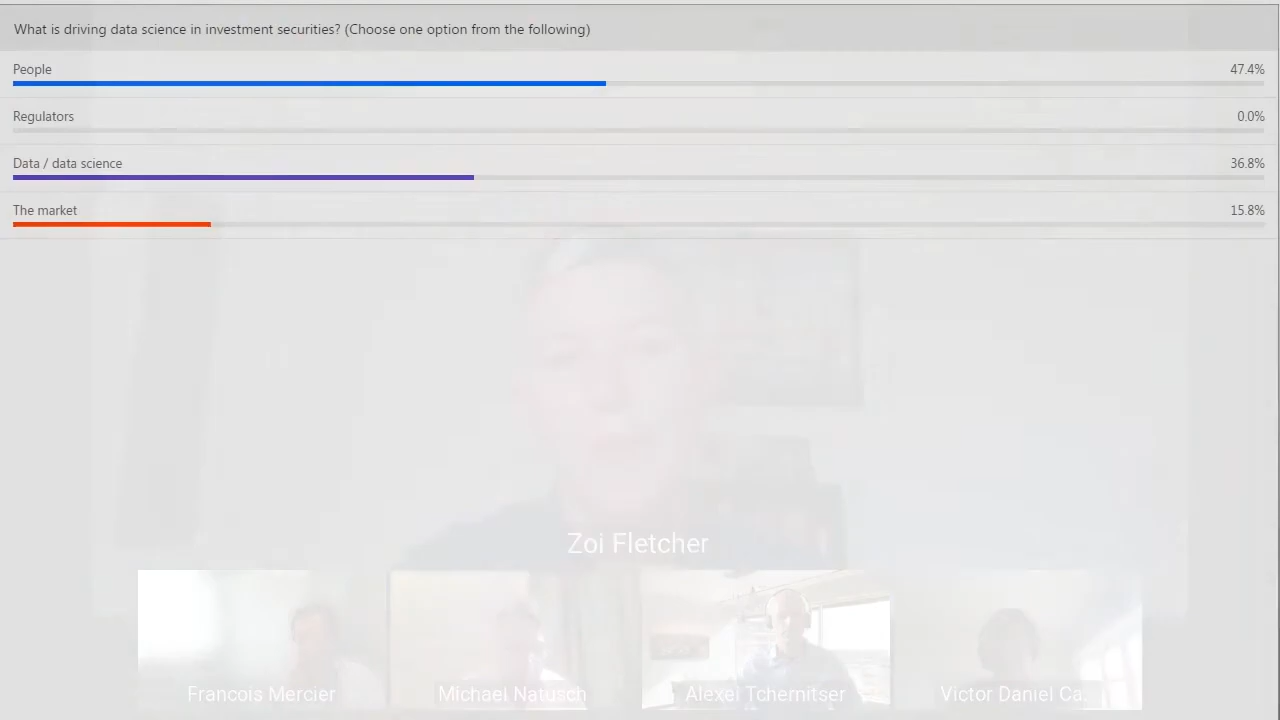 What is driving data science in investment securities? (Choose one option from the following)
People 47.4%
Regulators 0.0%
Data / data science 36.8%
The market 15.8%
Zoi Fletcher
Francois Mercier Michael Natusch Alexei Tchernitser Victor Daniel Ca...